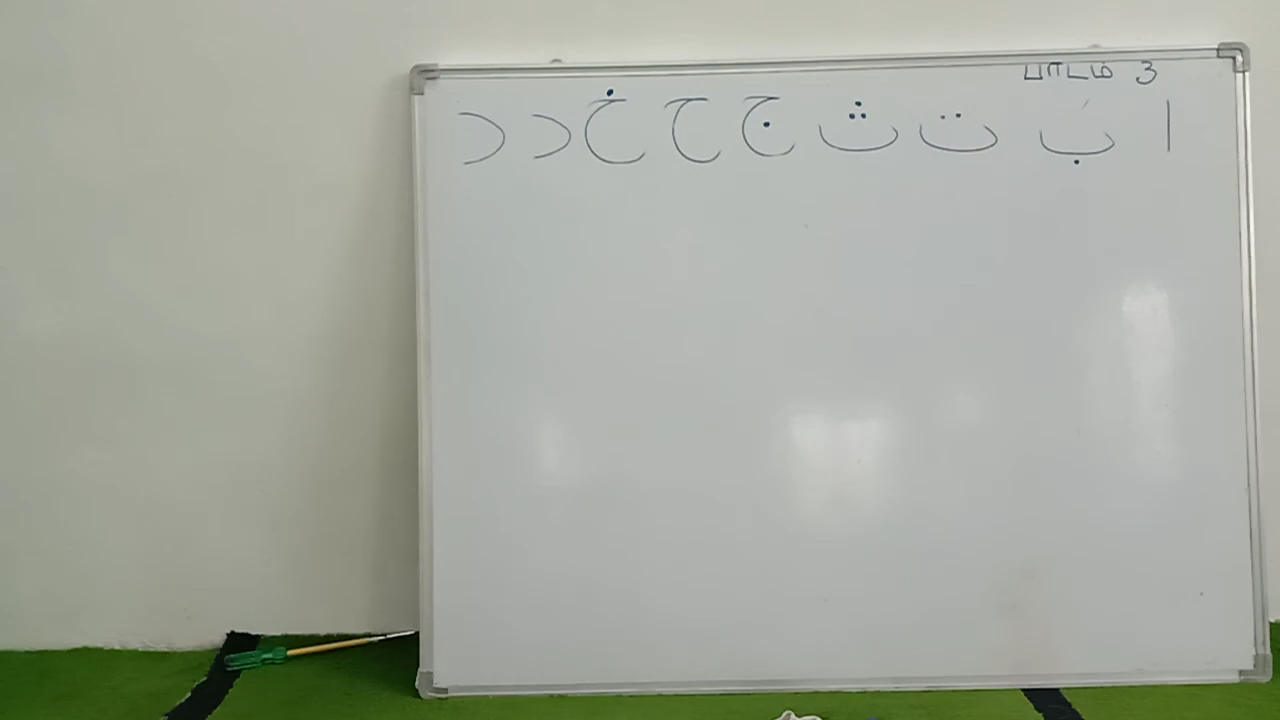 பாடம் 3
ا بَ ت ث ج ح خ د د